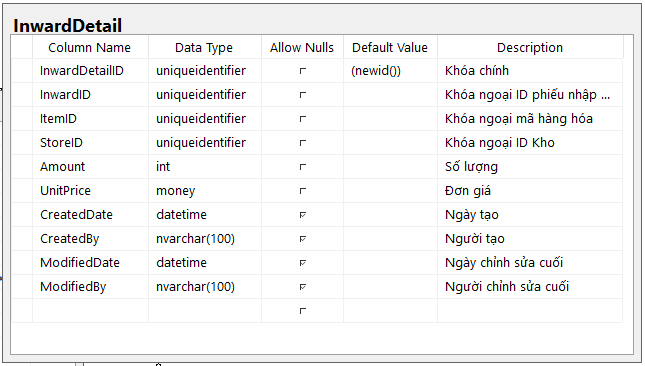 InwardDetail
Column Name Data Type Allow Nulls Default Value Description
InwardDetailID uniqueidentifier (newid()) Khóa chính
InwardID uniqueidentifier Khóa ngoại ID phiếu nhập ...
ItemID uniqueidentifier Khóa ngoại mã hàng hóa
StoreID uniqueidentifier Khóa ngoại ID Kho
Amount int Số lượng
UnitPrice money Đơn giá
CreatedDate datetime Ngày tạo
CreatedBy nvarchar(100) Người tạo
ModifiedDate datetime Ngày chỉnh sửa cuối
ModifiedBy nvarchar(100) Người chỉnh sửa cuối